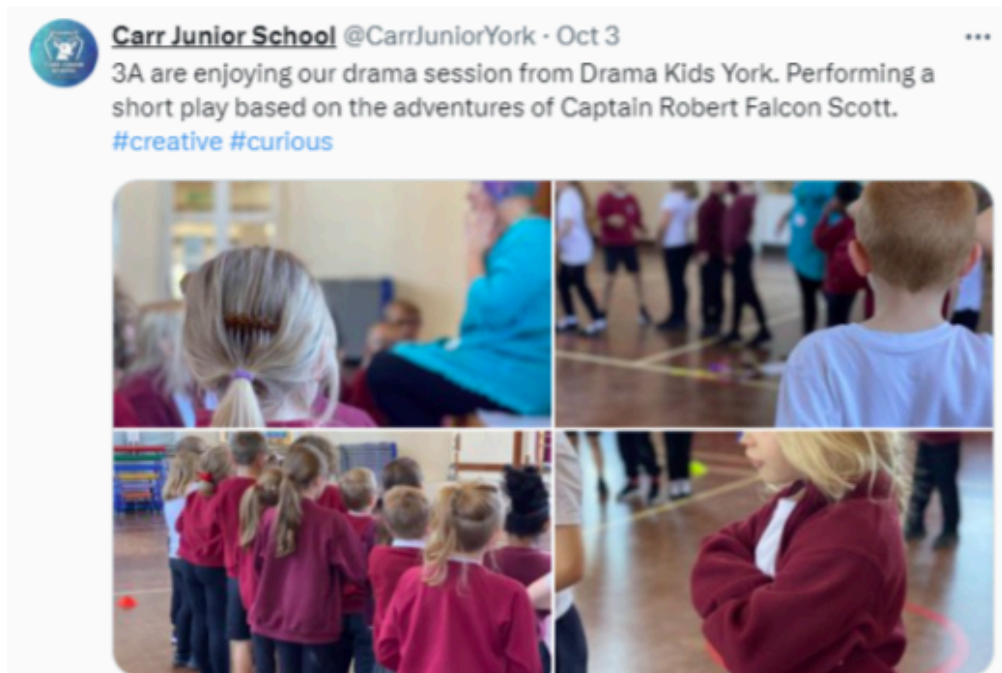 Carr Junior School @CarrJuniorYork · Oct 3
3A are enjoying our drama session from Drama Kids York. Performing a
short play based on the adventures of Captain Robert Falcon Scott.
#creative #curious